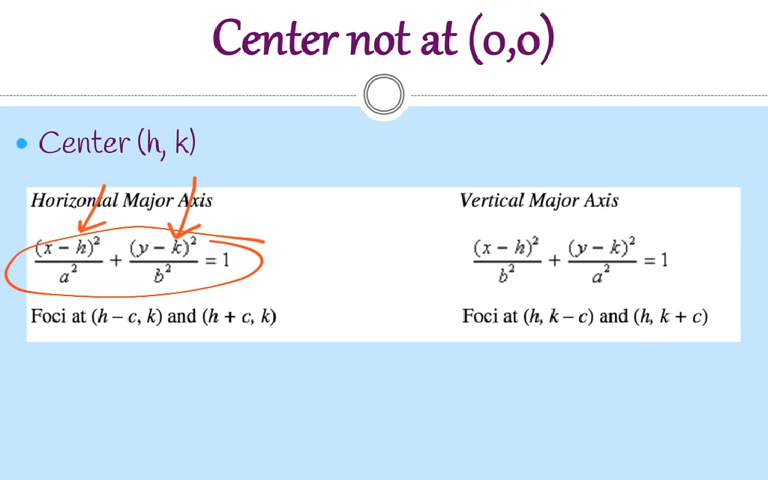 Center not at (0,0)
Center (h, k)
Horizontal Major Axis
(x − h)²/a² + (y − k)²/b² = 1
Foci at (h − c, k) and (h + c, k)
Vertical Major Axis
(x − h)²/b² + (y − k)²/a² = 1
Foci at (h, k − c) and (h, k + c)